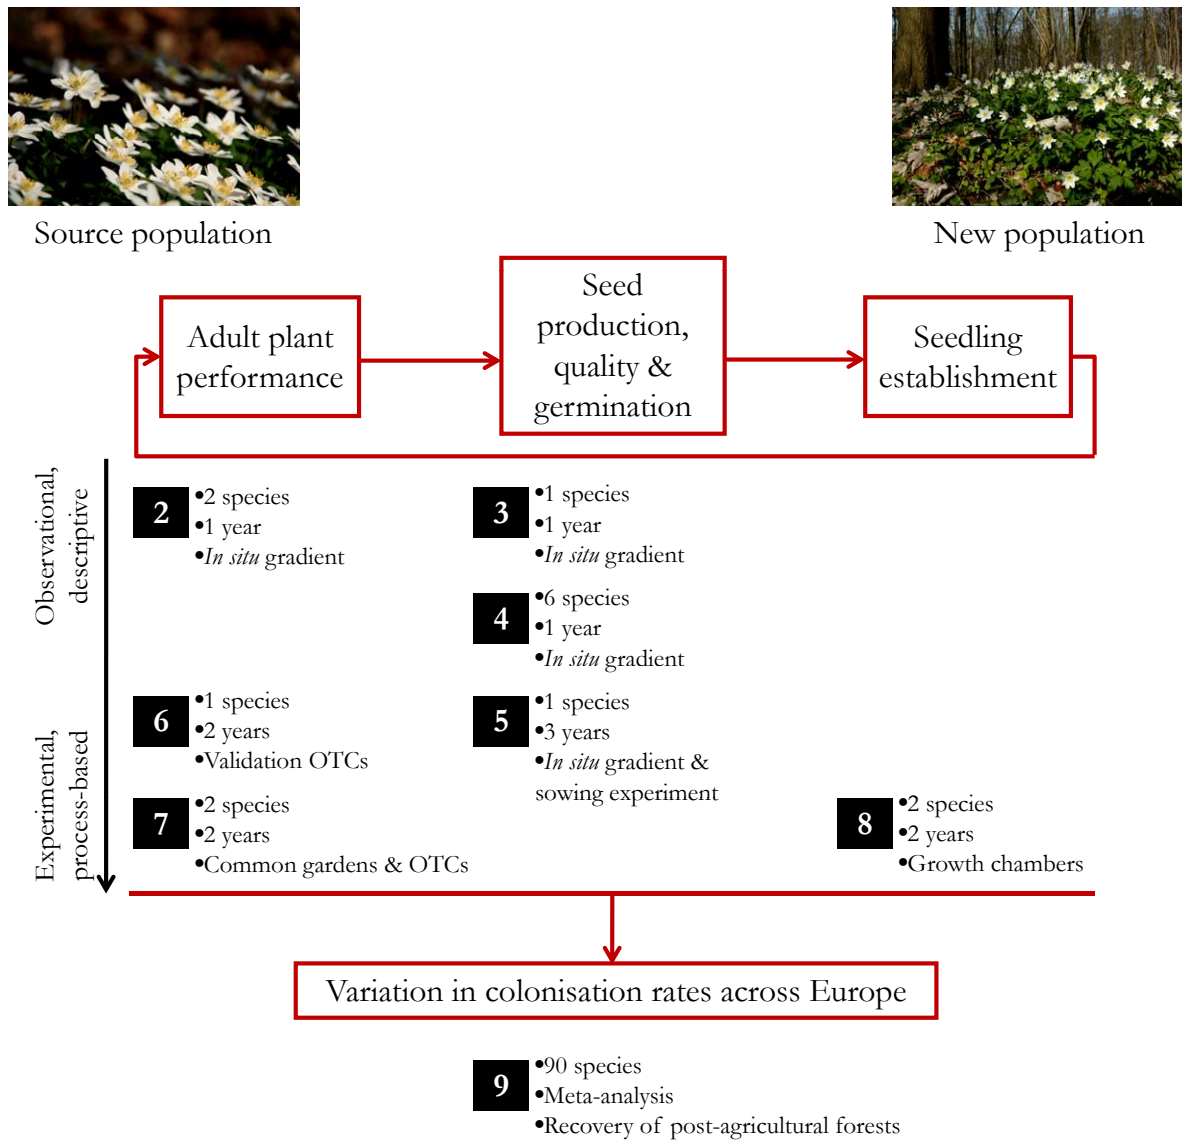 Source population
New population
Adult plant
performance
Seed
production,
quality &
germination
Seedling
establishment
Observational,
descriptive
Experimental,
process-based
2
•2 species
•1 year
•In situ gradient
3
•1 species
•1 year
•In situ gradient
4
•6 species
•1 year
•In situ gradient
6
•1 species
•2 years
•Validation OTCs
5
•1 species
•3 years
•In situ gradient &
sowing experiment
7
•2 species
•2 years
•Common gardens & OTCs
8
•2 species
•2 years
•Growth chambers
Variation in colonisation rates across Europe
9
•90 species
•Meta-analysis
•Recovery of post-agricultural forests